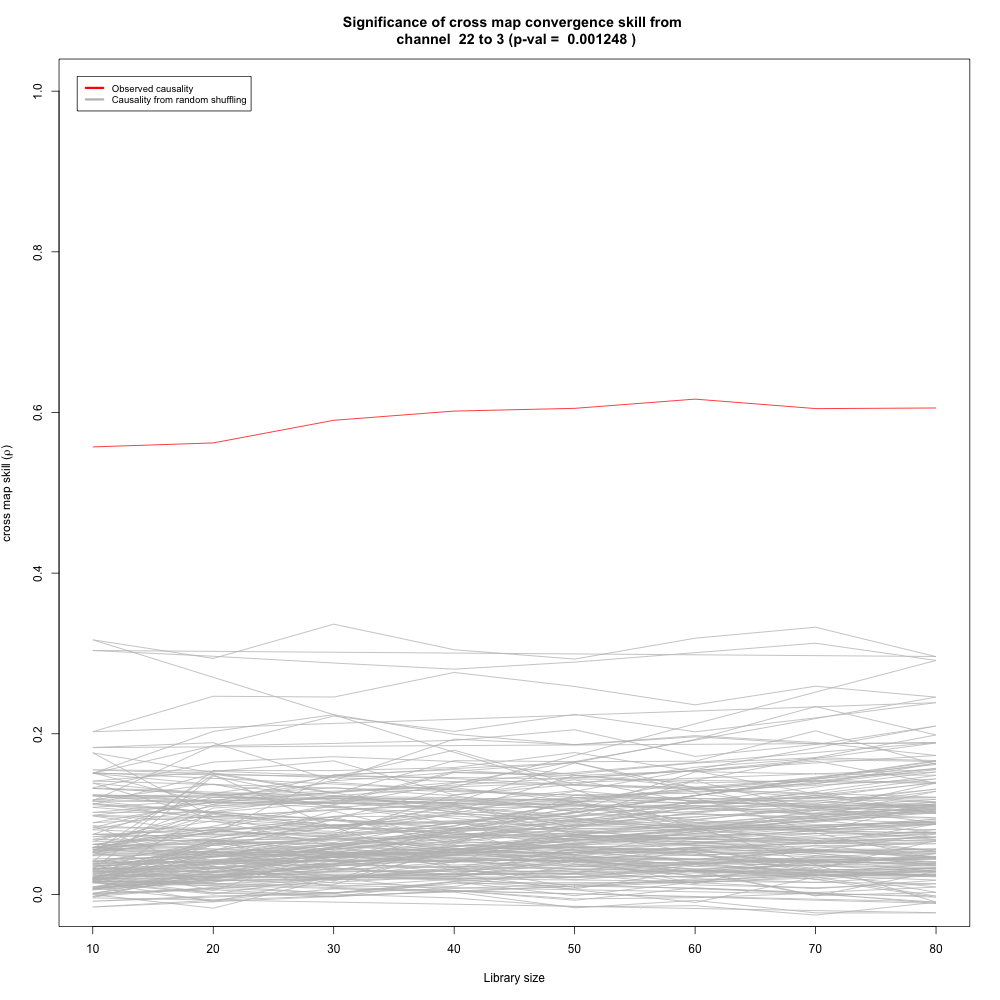 Significance of cross map convergence skill from
channel 22 to 3 (p-val = 0.001248 )
Observed causality
Causality from random shuffling
1.0
0.8
0.6
0.4
0.2
0.0
cross map skill (ρ)
10 20 30 40 50 60 70 80
Library size